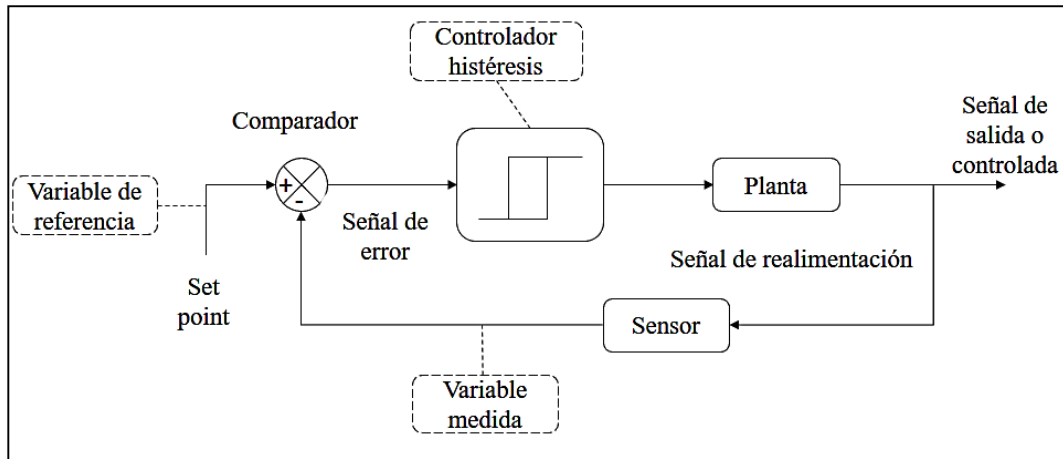 Controlador
histéresis
Comparador
Señal de
salida o
controlada
Variable de
referencia
+
-
Planta
Señal de
error
Señal de realimentación
Set
point
Sensor
Variable
medida